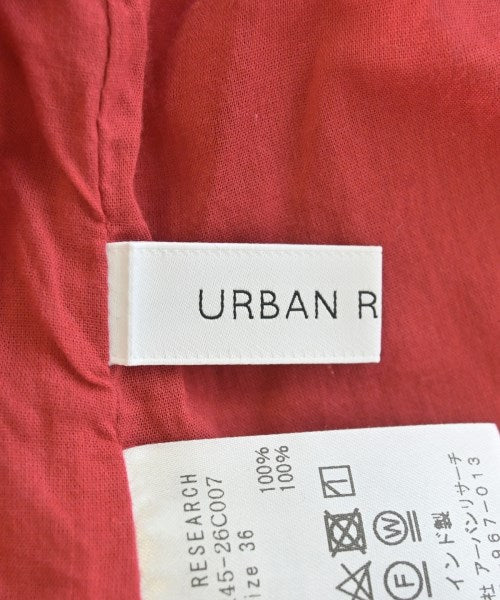 URBAN R
RESEARCH
45-26C007
ize 36
100%
100%
W
F
インド製
社 アーバンリサーチ
967-013